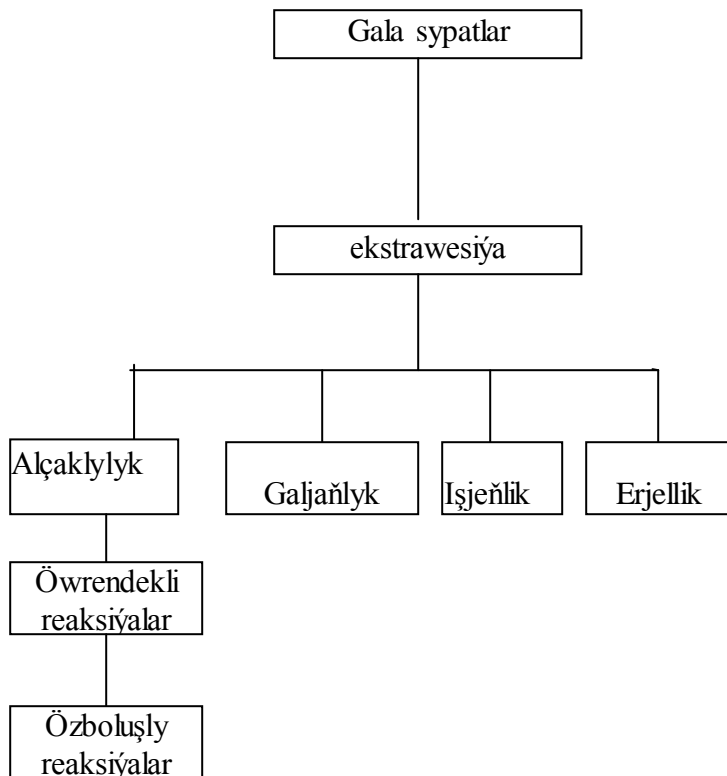 Gala sypatlar
ekstrawesiýa
Alçaklylyk
Galjaňlyk
Işjeňlik
Erjellik
Öwrendekli
reaksiýalar
Özboluşly
reaksiýalar